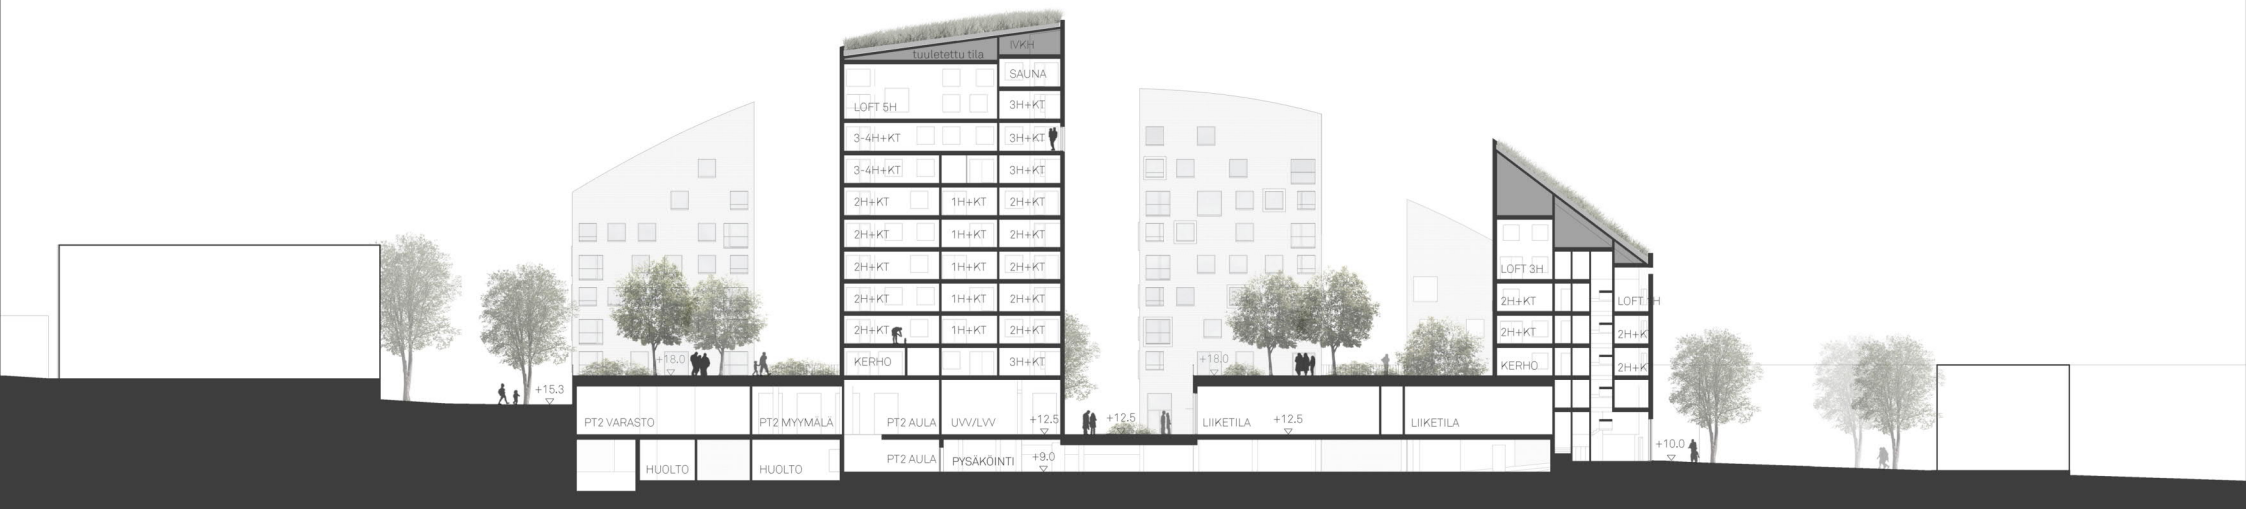 tuuletettu tila
IVKH
SAUNA
LOFT 5H
3H+KT
3-4H+KT
3H+KT
3-4H+KT
3H+KT
2H+KT
1H+KT
2H+KT
2H+KT
1H+KT
2H+KT
2H+KT
1H+KT
2H+KT
2H+KT
1H+KT
2H+KT
2H+KT
1H+KT
2H+KT
KERHO
3H+KT
LOFT 3H
2H+KT
2H+KT
KERHO
2H+K
2H+K
+18.0
+18.0
+15.3
PT2 VARASTO
PT2 MYYMÄLÄ
PT2 AULA
UVV/LVV
+12.5
+12.5
LIIKETILA
+12.5
LIIKETILA
HUOLTO
HUOLTO
PT2 AULA
PYSÄKÖINTI
+9.0
+10.0